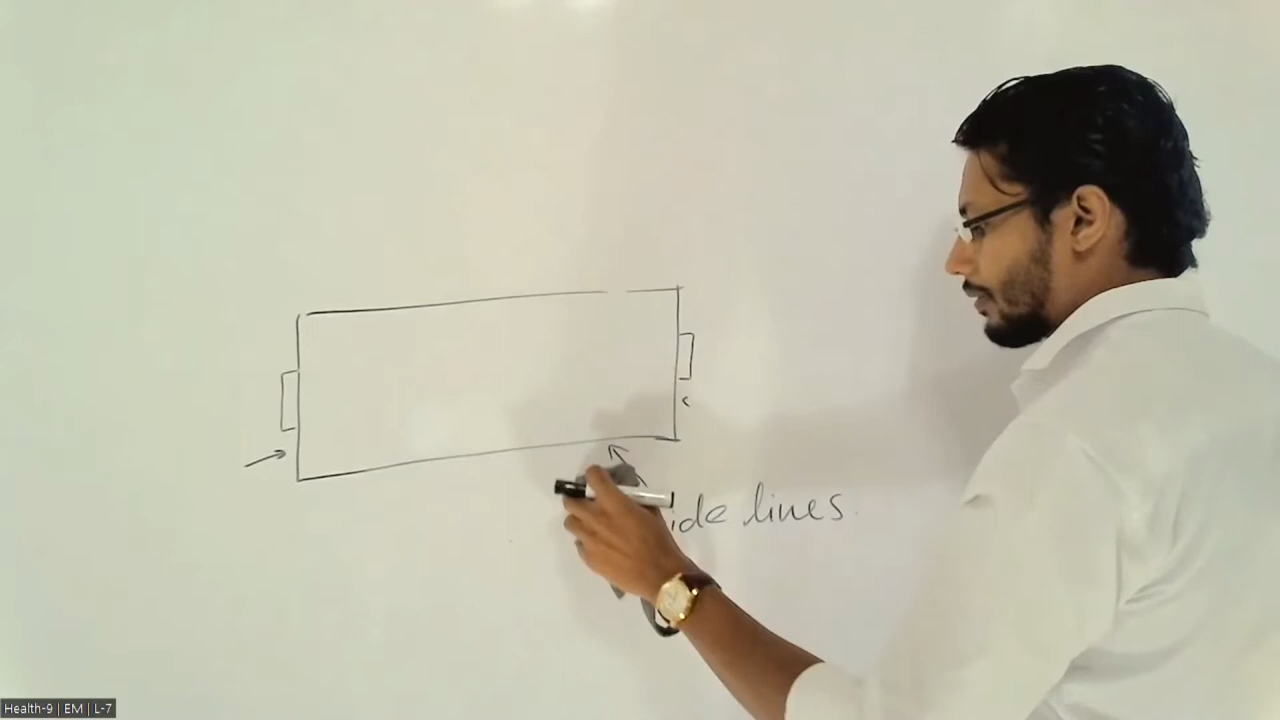 ide lines.
Health-9 | EM | L-7